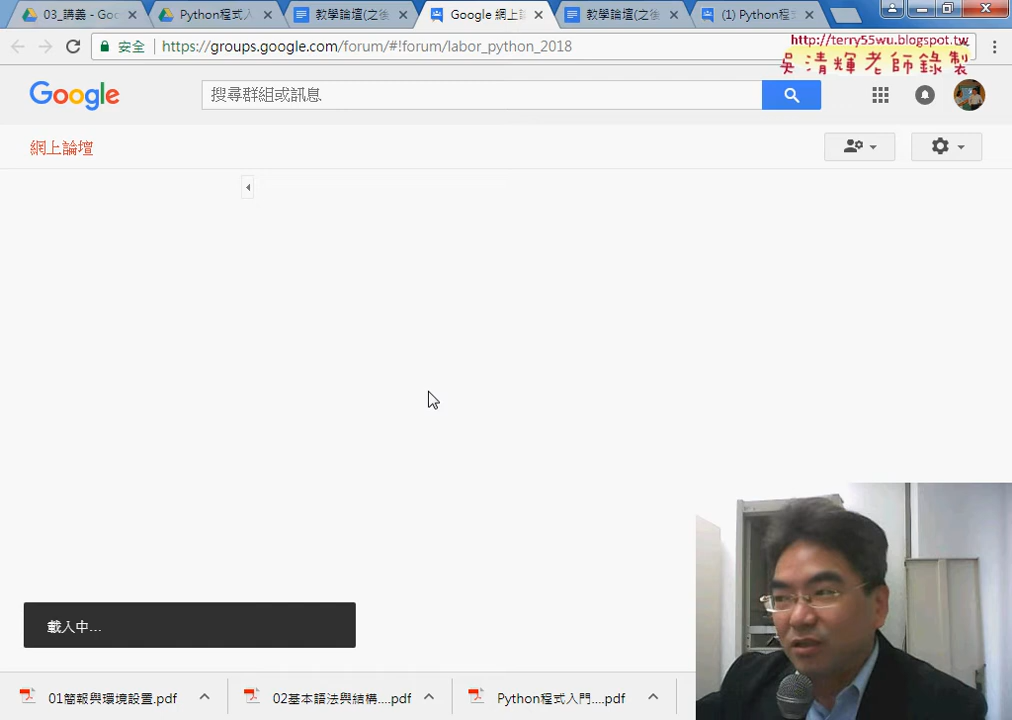 03_講義 - Goo
Python程式入
教學論壇(之後
Google 網上論
教學論壇(之後
(1) Python程式
安全
https://groups.google.com/forum/#!forum/labor_python_2018
http://terry55wu.blogspot.tw
吳清輝老師錄製
Google
搜尋群組或訊息
網上論壇
載入中...
01簡報與環境設置.pdf
02基本語法與結構....pdf
Python程式入門....pdf